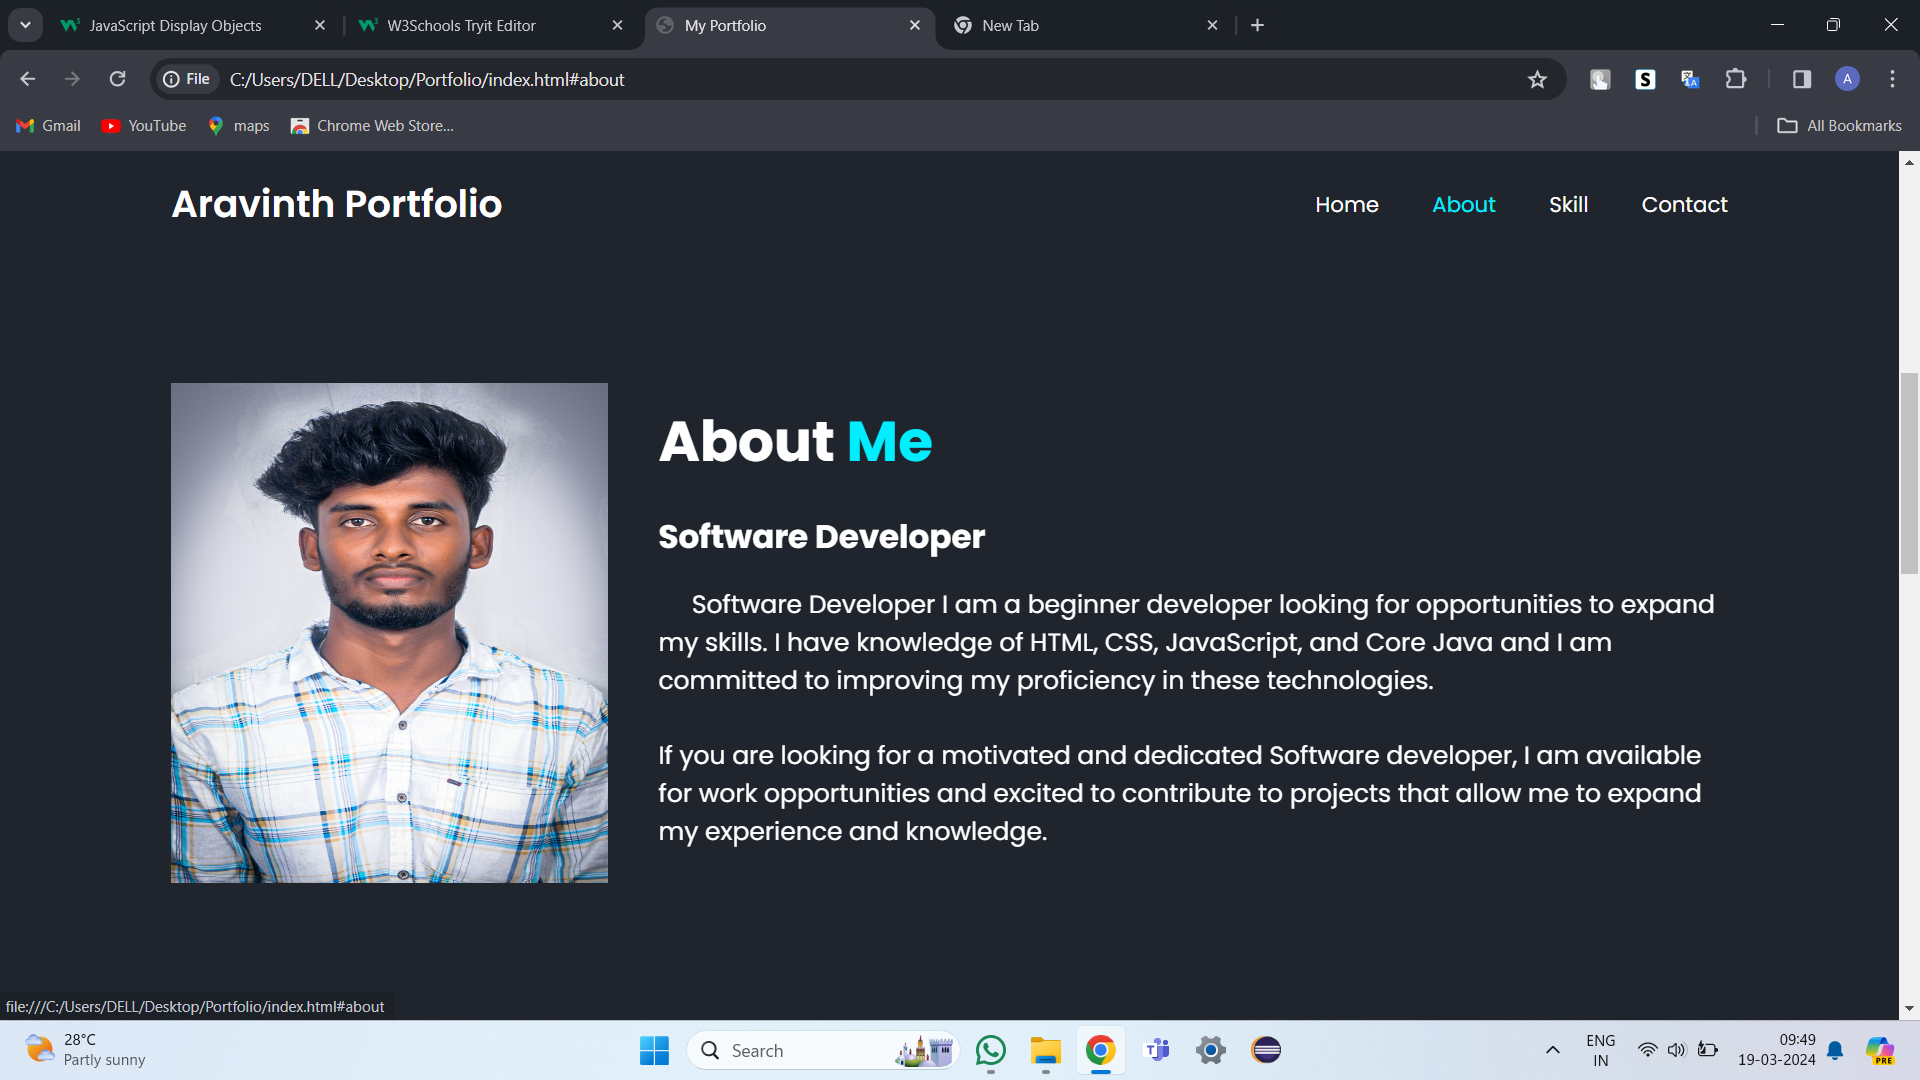 JavaScript Display Objects
W3Schools Tryit Editor
My Portfolio
New Tab
File
C:/Users/DELL/Desktop/Portfolio/index.html#about
S
A
Gmail
YouTube
maps
Chrome Web Store...
All Bookmarks
Aravinth Portfolio
Home
About
Skill
Contact
About Me
Software Developer
Software Developer I am a beginner developer looking for opportunities to expand
my skills. I have knowledge of HTML, CSS, JavaScript, and Core Java and I am
committed to improving my proficiency in these technologies.
If you are looking for a motivated and dedicated Software developer, I am available
for work opportunities and excited to contribute to projects that allow me to expand
my experience and knowledge.
file:///C:/Users/DELL/Desktop/Portfolio/index.html#about
28°C
Partly sunny
Search
ENG
IN
09:49
19-03-2024
PRE